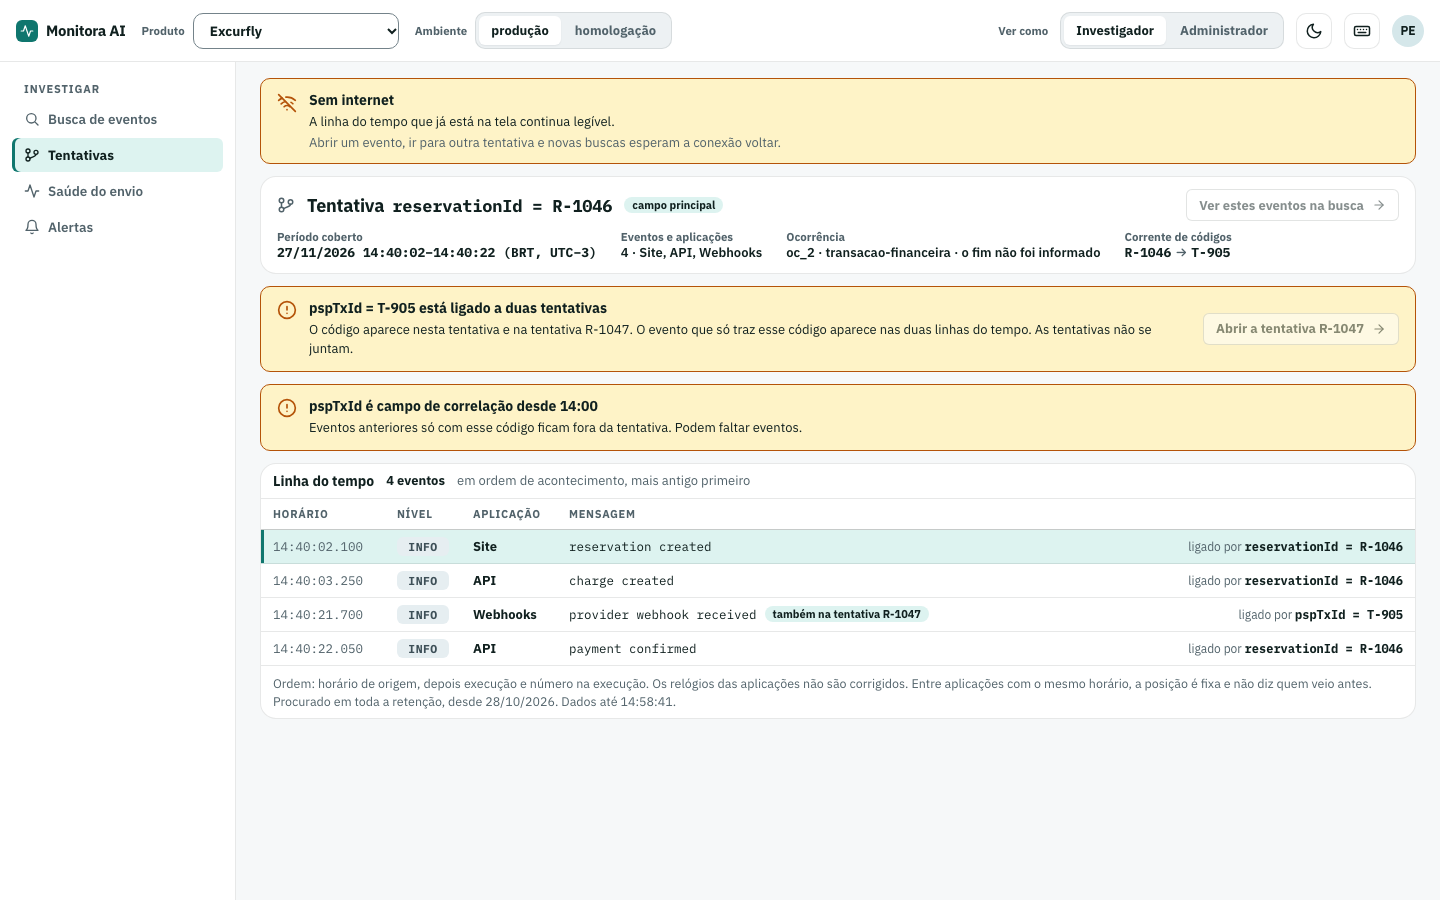 Monitora AI
Produto
Excurfly
Ambiente
produção
homologação
Ver como
Investigador
Administrador
PE
INVESTIGAR
Busca de eventos
Tentativas
Saúde do envio
Alertas
Sem internet
A linha do tempo que já está na tela continua legível.
Abrir um evento, ir para outra tentativa e novas buscas esperam a conexão voltar.
Tentativa reservationId = R-1046
campo principal
Ver estes eventos na busca →
Período coberto
27/11/2026 14:40:02–14:40:22 (BRT, UTC−3)
Eventos e aplicações
4 · Site, API, Webhooks
Ocorrência
oc_2 · transacao-financeira · o fim não foi informado
Corrente de códigos
R-1046 → T-905
pspTxId = T-905 está ligado a duas tentativas
O código aparece nesta tentativa e na tentativa R-1047. O evento que só traz esse código aparece nas duas linhas do tempo. As tentativas não se
juntam.
Abrir a tentativa R-1047 →
pspTxId é campo de correlação desde 14:00
Eventos anteriores só com esse código ficam fora da tentativa. Podem faltar eventos.
Linha do tempo 4 eventos em ordem de acontecimento, mais antigo primeiro
HORÁRIO NÍVEL APLICAÇÃO MENSAGEM
14:40:02.100 INFO Site reservation created ligado por reservationId = R-1046
14:40:03.250 INFO API charge created ligado por reservationId = R-1046
14:40:21.700 INFO Webhooks provider webhook received também na tentativa R-1047 ligado por pspTxId = T-905
14:40:22.050 INFO API payment confirmed ligado por reservationId = R-1046
Ordem: horário de origem, depois execução e número na execução. Os relógios das aplicações não são corrigidos. Entre aplicações com o mesmo horário, a posição é fixa e não diz quem veio antes.
Procurado em toda a retenção, desde 28/10/2026. Dados até 14:58:41.